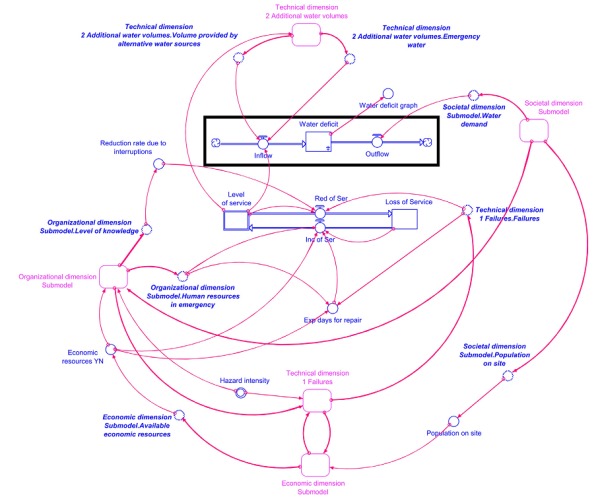 Technical dimension
2 Additional water volumes
Technical dimension
2 Additional water volumes.Volume provided by
alternative water sources
Technical dimension
2 Additional water volumes.Emergency
water
Water deficit graph
Societal dimension
Submodel.Water
demand
Societal dimension
Submodel
Water deficit
Inflow
Outflow
Reduction rate due to
interruptions
Level
of service
Red of Ser
Loss of Service
Inc of Ser
Technical dimension
1 Failures.Failures
Organizational dimension
Submodel.Level of knowledge
Organizational dimension
Submodel
Organizational dimension
Submodel.Human resources
in emergency
Exp days for repair
Economic
resources YN
Societal dimension
Submodel.Population
on site
Hazard intensity
Technical dimension
1 Failures
Economic dimension
Submodel.Available
economic resources
Population on site
Economic dimension
Submodel